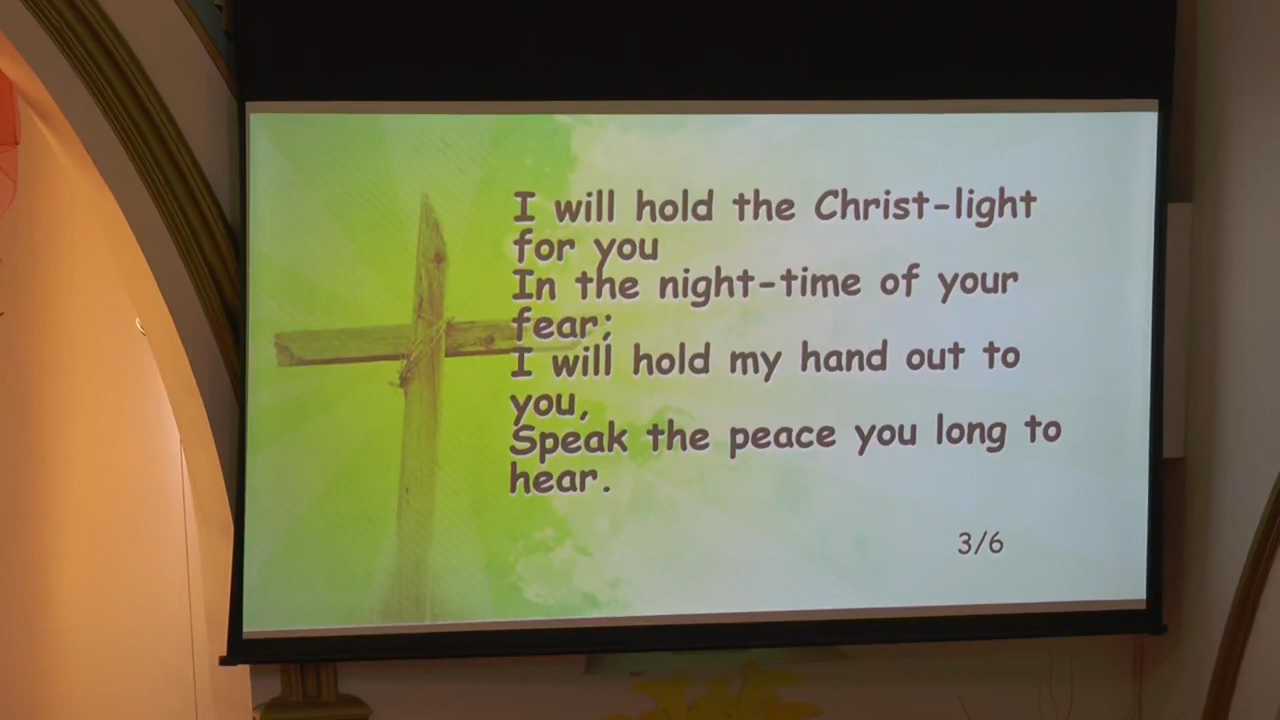 I will hold the Christ-light
for you
In the night-time of your
fear;
I will hold my hand out to
you,
Speak the peace you long to
hear.
3/6